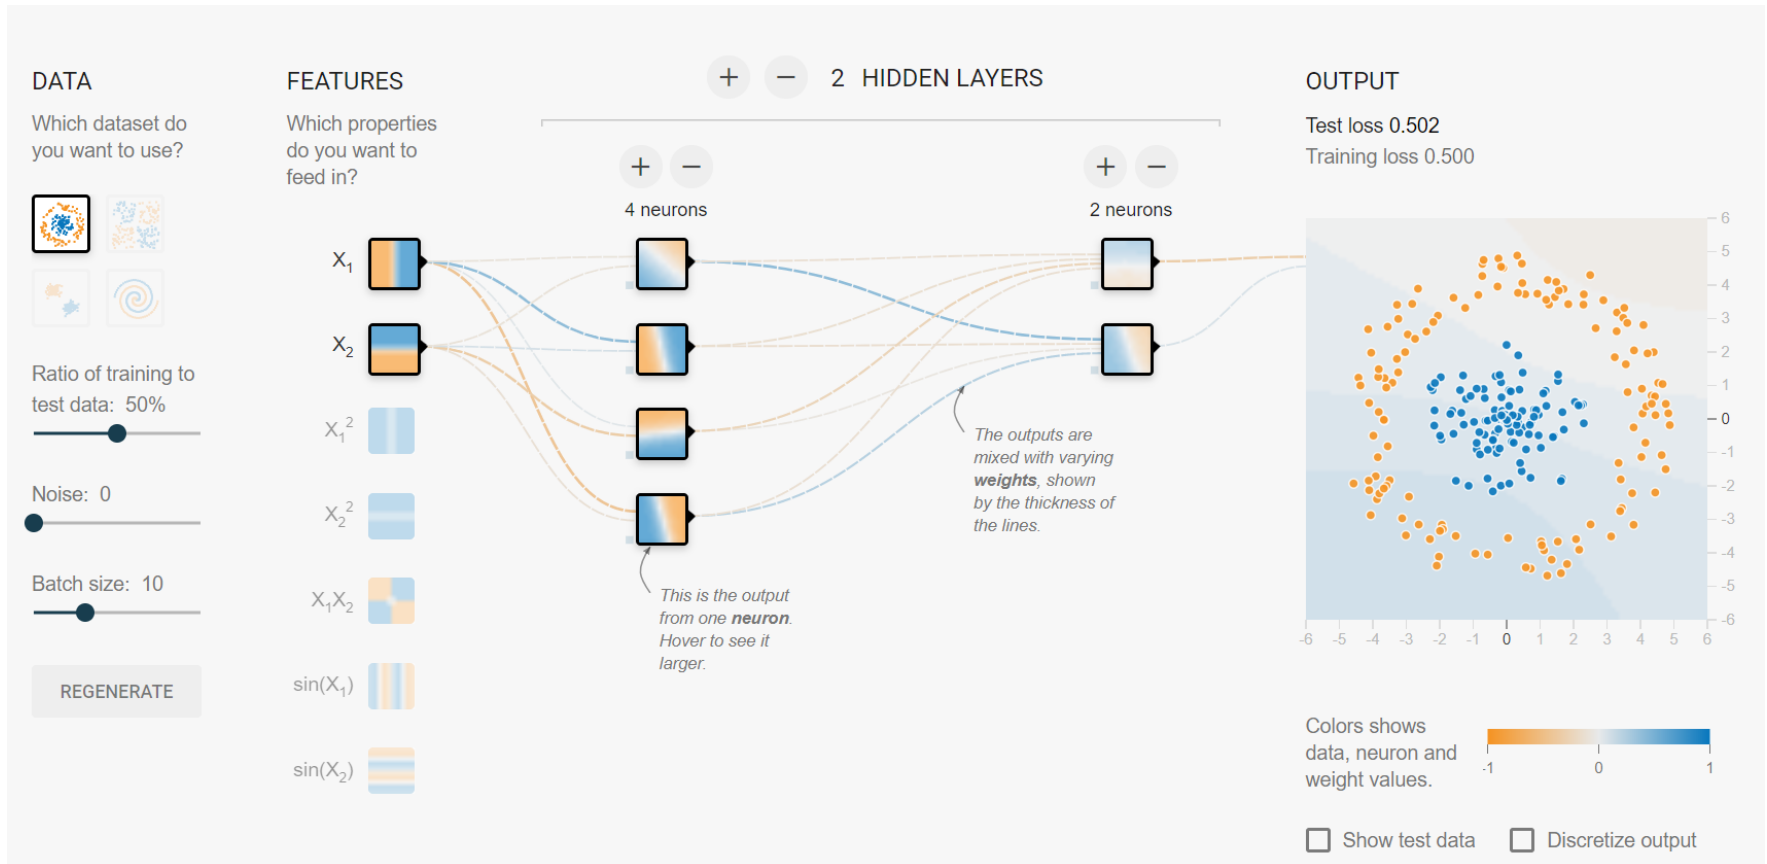 DATA
Which dataset do
you want to use?
Ratio of training to
test data: 50%
Noise: 0
Batch size: 10
REGENERATE
FEATURES
Which properties
do you want to
feed in?
X1
X2
X1²
X2²
X1X2
sin(X1)
sin(X2)
+ − 2 HIDDEN LAYERS
+ −
4 neurons
+ −
2 neurons
This is the output
from one neuron.
Hover to see it
larger.
The outputs are
mixed with varying
weights, shown
by the thickness of
the lines.
OUTPUT
Test loss 0.502
Training loss 0.500
6
5
4
3
2
1
0
-1
-2
-3
-4
-5
-6
-6 -5 -4 -3 -2 -1 0 1 2 3 4 5 6
Colors shows
data, neuron and
weight values.
-1 0 1
Show test data Discretize output